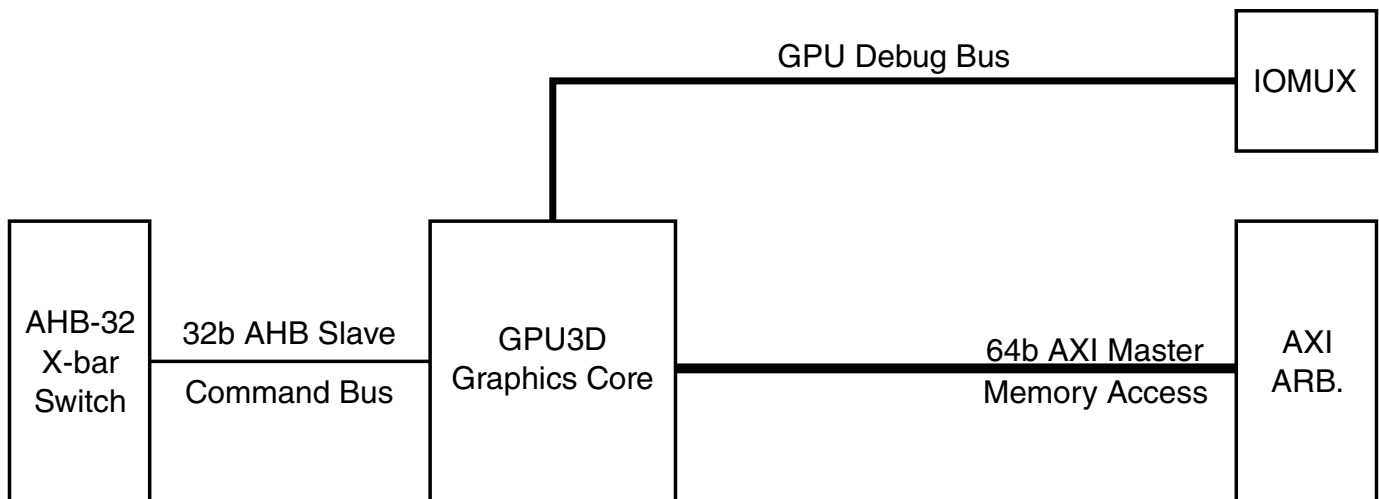 GPU Debug Bus
IOMUX
AHB-32
X-bar
Switch
32b AHB Slave
Command Bus
GPU3D
Graphics Core
64b AXI Master
Memory Access
AXI
ARB.